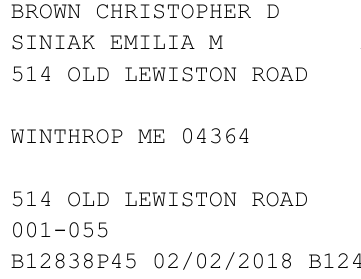 BROWN CHRISTOPHER D
SINIAK EMILIA M
514 OLD LEWISTON ROAD
WINTHROP ME 04364
514 OLD LEWISTON ROAD
001-055
B12838P45 02/02/2018 B124